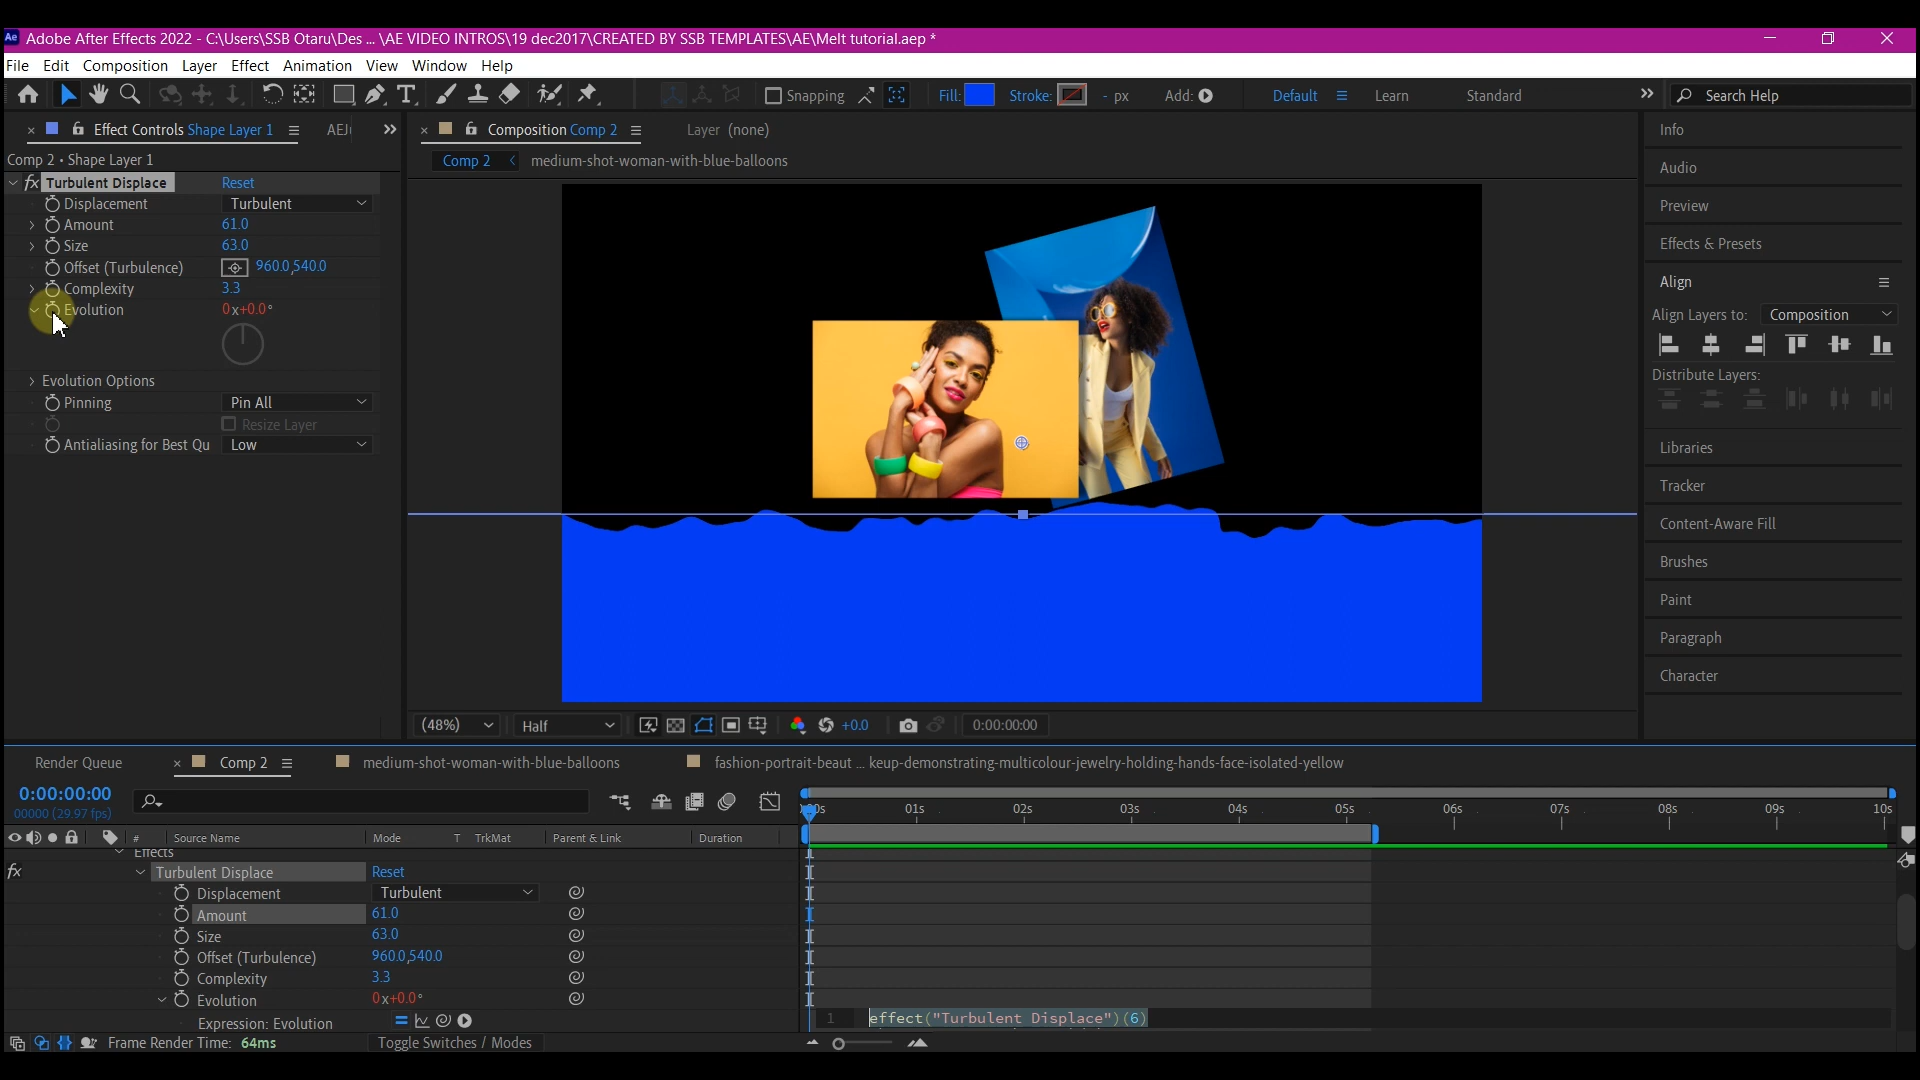 Ae Adobe After Effects 2022 - C:\Users\SSB Otaru\Des ... \AE VIDEO INTROS\19 dec2017\CREATED BY SSB TEMPLATES\AE\Melt tutorial.aep *
File Edit Composition Layer Effect Animation View Window Help
Snapping Fill: Stroke: - px Add: Default Learn Standard Search Help
Effect Controls Shape Layer 1
Composition Comp 2 Layer (none)
Comp 2 • Shape Layer 1
Comp 2 medium-shot-woman-with-blue-balloons
fx Turbulent Displace Reset
Displacement Turbulent
Amount 61.0
Size 63.0
Offset (Turbulence) 960.0,540.0
Complexity 3.3
Evolution 0x+0.0°
Evolution Options
Pinning Pin All
Resize Layer
Antialiasing for Best Qu Low
Info
Audio
Preview
Effects & Presets
Align
Align Layers to: Composition
Distribute Layers:
Libraries
Tracker
Content-Aware Fill
Brushes
Paint
Paragraph
Character
(48%) Half +0.0 0:00:00:00
Render Queue Comp 2 medium-shot-woman-with-blue-balloons fashion-portrait-beaut ... keup-demonstrating-multicolour-jewelry-holding-hands-face-isolated-yellow
0:00:00:00
00000 (29.97 fps)
01s 02s 03s 04s 05s 06s 07s 08s 09s 10s
# Source Name Mode T TrkMat Parent & Link Duration
Effects
fx Turbulent Displace Reset
Displacement Turbulent
Amount 61.0
Size 63.0
Offset (Turbulence) 960.0,540.0
Complexity 3.3
Evolution 0x+0.0°
Expression: Evolution 1 effect("Turbulent Displace")(6)
Frame Render Time: 64ms Toggle Switches / Modes